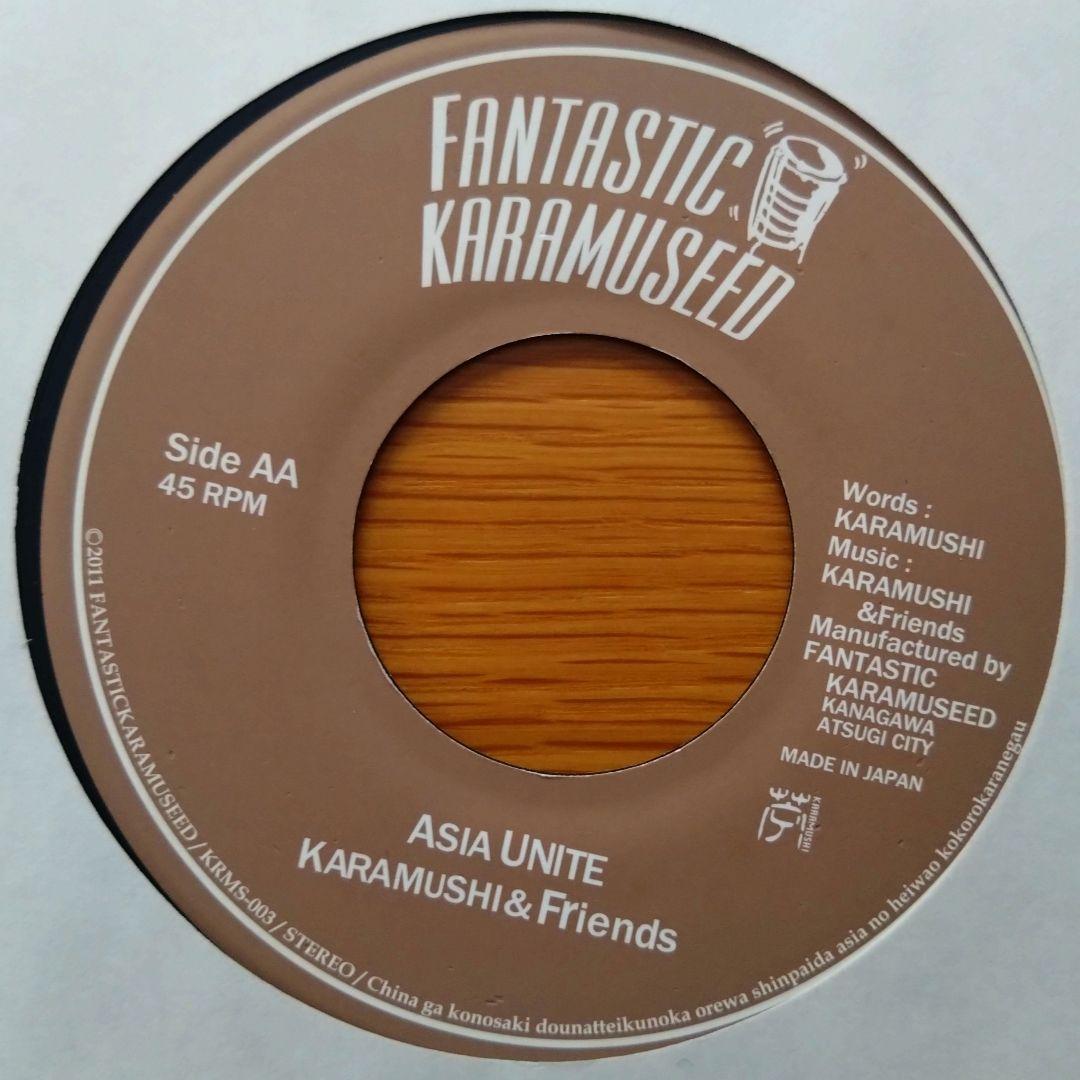 FANTASTIC
KARAMUSEED
Side AA
45 RPM
Words :
KARAMUSHI
Music :
KARAMUSHI
&Friends
Manufactured by
FANTASTIC
KARAMUSEED
KANAGAWA
ATSUGI CITY
MADE IN JAPAN
KARAMUSHI
ASIA UNITE
KARAMUSHI & Friends
©2011 FANTASTICKARAMUSEED / KRMS-003 / STEREO / China ga konosaki dounatteikunoka orewa shinpaida asia no heiwao kokorokaranegau